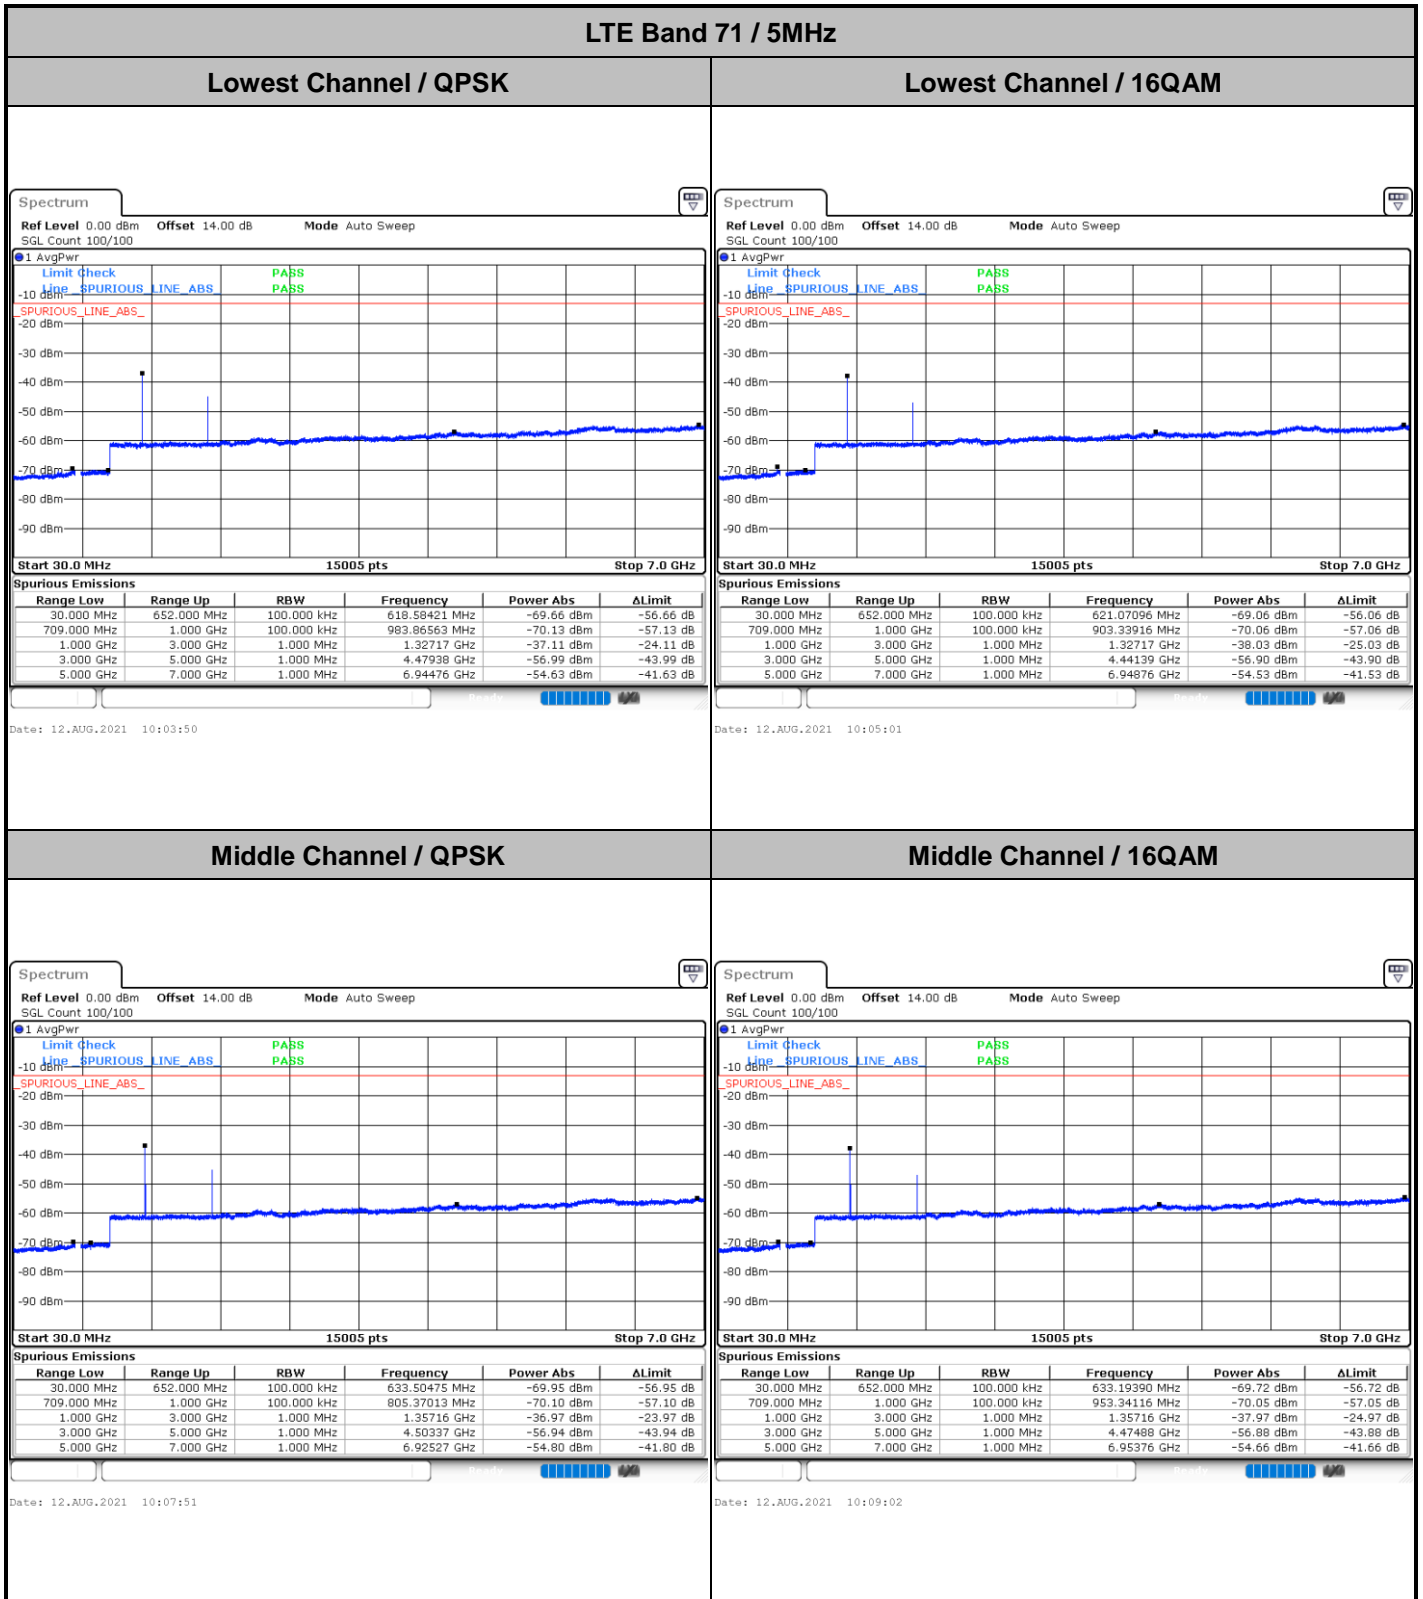 LTE Band 71 / 5MHz
Lowest Channel / QPSK
Lowest Channel / 16QAM
Spectrum
Ref Level 0.00 dBm Offset 14.00 dB Mode Auto Sweep
SGL Count 100/100
1 AvgPwr
Limit Check PASS
Line _SPURIOUS_LINE_ABS_ PASS
-10 dBm
_SPURIOUS_LINE_ABS_
-20 dBm
-30 dBm
-40 dBm
-50 dBm
-60 dBm
-70 dBm
-80 dBm
-90 dBm
Start 30.0 MHz 15005 pts Stop 7.0 GHz
Spurious Emissions
Range Low Range Up RBW Frequency Power Abs ΔLimit
30.000 MHz 652.000 MHz 100.000 kHz 618.58421 MHz -69.66 dBm -56.66 dB
709.000 MHz 1.000 GHz 100.000 kHz 983.86563 MHz -70.13 dBm -57.13 dB
1.000 GHz 3.000 GHz 1.000 MHz 1.32717 GHz -37.11 dBm -24.11 dB
3.000 GHz 5.000 GHz 1.000 MHz 4.47938 GHz -56.99 dBm -43.99 dB
5.000 GHz 7.000 GHz 1.000 MHz 6.94476 GHz -54.63 dBm -41.63 dB
Date: 12.AUG.2021 10:03:50
Spectrum
Ref Level 0.00 dBm Offset 14.00 dB Mode Auto Sweep
SGL Count 100/100
1 AvgPwr
Limit Check PASS
Line _SPURIOUS_LINE_ABS_ PASS
-10 dBm
_SPURIOUS_LINE_ABS_
-20 dBm
-30 dBm
-40 dBm
-50 dBm
-60 dBm
-70 dBm
-80 dBm
-90 dBm
Start 30.0 MHz 15005 pts Stop 7.0 GHz
Spurious Emissions
Range Low Range Up RBW Frequency Power Abs ΔLimit
30.000 MHz 652.000 MHz 100.000 kHz 621.07096 MHz -69.06 dBm -56.06 dB
709.000 MHz 1.000 GHz 100.000 kHz 903.33916 MHz -70.06 dBm -57.06 dB
1.000 GHz 3.000 GHz 1.000 MHz 1.32717 GHz -38.03 dBm -25.03 dB
3.000 GHz 5.000 GHz 1.000 MHz 4.44139 GHz -56.90 dBm -43.90 dB
5.000 GHz 7.000 GHz 1.000 MHz 6.94876 GHz -54.53 dBm -41.53 dB
Date: 12.AUG.2021 10:05:01
Middle Channel / QPSK
Middle Channel / 16QAM
Spectrum
Ref Level 0.00 dBm Offset 14.00 dB Mode Auto Sweep
SGL Count 100/100
1 AvgPwr
Limit Check PASS
Line _SPURIOUS_LINE_ABS_ PASS
-10 dBm
_SPURIOUS_LINE_ABS_
-20 dBm
-30 dBm
-40 dBm
-50 dBm
-60 dBm
-70 dBm
-80 dBm
-90 dBm
Start 30.0 MHz 15005 pts Stop 7.0 GHz
Spurious Emissions
Range Low Range Up RBW Frequency Power Abs ΔLimit
30.000 MHz 652.000 MHz 100.000 kHz 633.50475 MHz -69.95 dBm -56.95 dB
709.000 MHz 1.000 GHz 100.000 kHz 805.37013 MHz -70.10 dBm -57.10 dB
1.000 GHz 3.000 GHz 1.000 MHz 1.35716 GHz -36.97 dBm -23.97 dB
3.000 GHz 5.000 GHz 1.000 MHz 4.50337 GHz -56.94 dBm -43.94 dB
5.000 GHz 7.000 GHz 1.000 MHz 6.92527 GHz -54.80 dBm -41.80 dB
Date: 12.AUG.2021 10:07:51
Spectrum
Ref Level 0.00 dBm Offset 14.00 dB Mode Auto Sweep
SGL Count 100/100
1 AvgPwr
Limit Check PASS
Line _SPURIOUS_LINE_ABS_ PASS
-10 dBm
_SPURIOUS_LINE_ABS_
-20 dBm
-30 dBm
-40 dBm
-50 dBm
-60 dBm
-70 dBm
-80 dBm
-90 dBm
Start 30.0 MHz 15005 pts Stop 7.0 GHz
Spurious Emissions
Range Low Range Up RBW Frequency Power Abs ΔLimit
30.000 MHz 652.000 MHz 100.000 kHz 633.19390 MHz -69.72 dBm -56.72 dB
709.000 MHz 1.000 GHz 100.000 kHz 953.34116 MHz -70.05 dBm -57.05 dB
1.000 GHz 3.000 GHz 1.000 MHz 1.35716 GHz -37.97 dBm -24.97 dB
3.000 GHz 5.000 GHz 1.000 MHz 4.47488 GHz -56.88 dBm -43.88 dB
5.000 GHz 7.000 GHz 1.000 MHz 6.95376 GHz -54.66 dBm -41.66 dB
Date: 12.AUG.2021 10:09:02